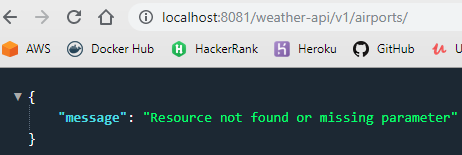 localhost:8081/weather-api/v1/airports/
AWS Docker Hub HackerRank Heroku GitHub
{
"message": "Resource not found or missing parameter"
}